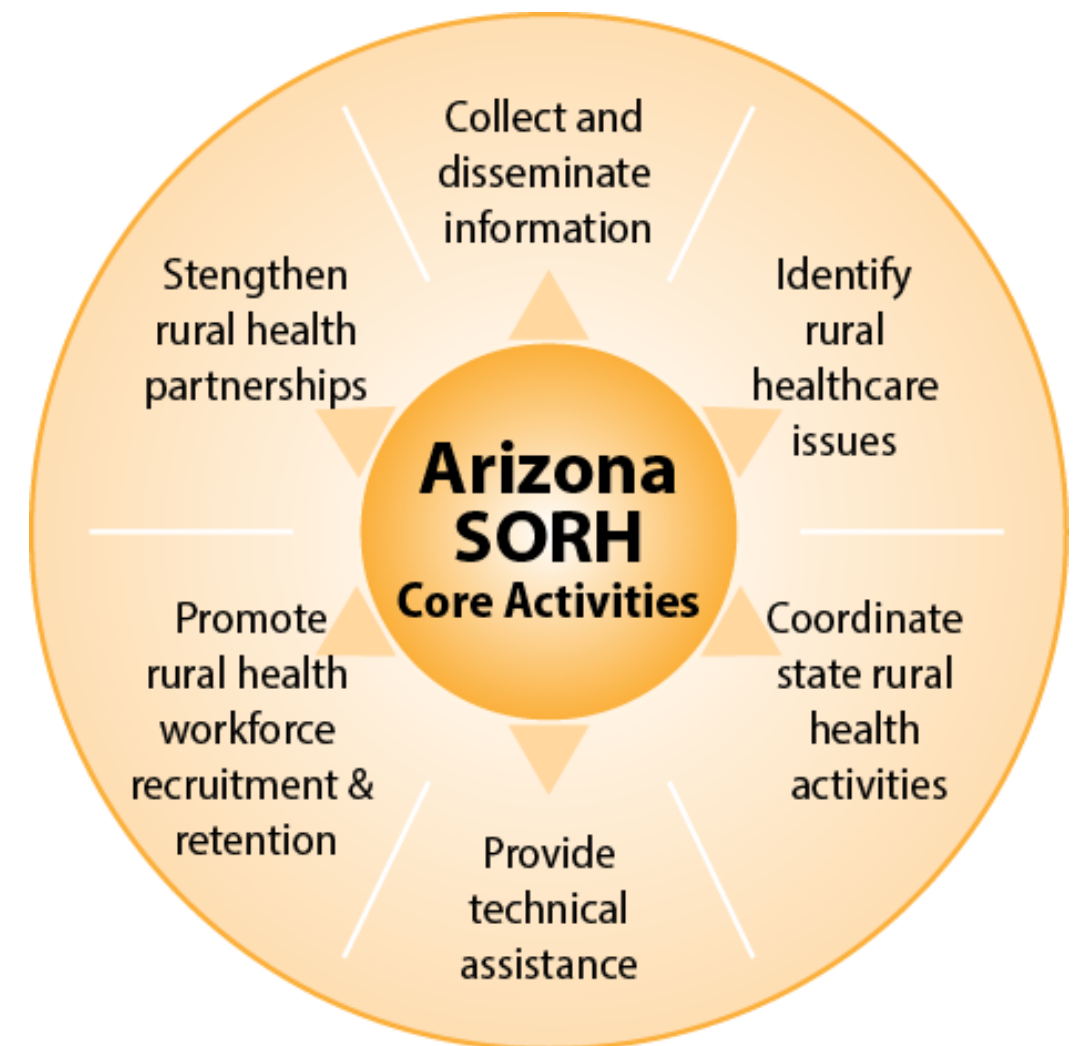 Collect and
disseminate
information
Identify
rural
healthcare
issues
Coordinate
state rural
health
activities
Provide
technical
assistance
Promote
rural health
workforce
recruitment &
retention
Stengthen
rural health
partnerships
Arizona
SORH
Core Activities